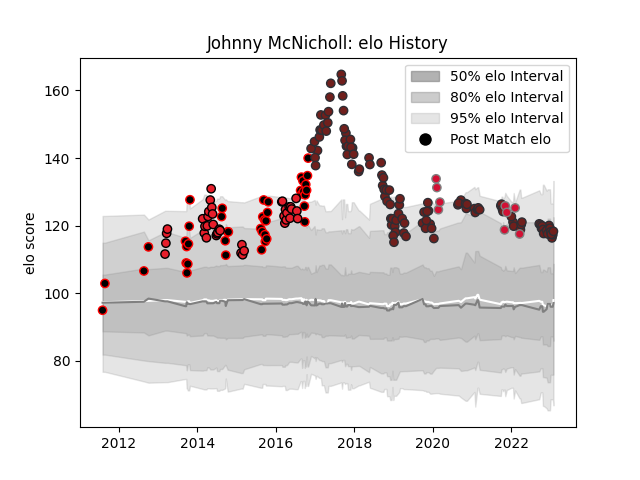 Johnny McNicholl: elo History
50% elo Interval
80% elo Interval
95% elo Interval
Post Match elo
elo score
160
140
120
100
80
2012 2014 2016 2018 2020 2022